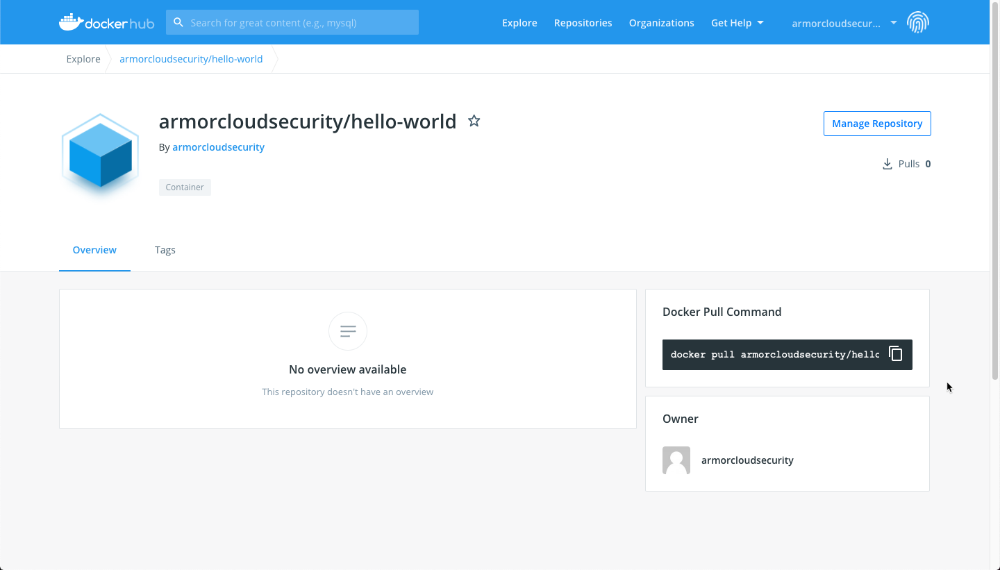 dockerhub
Search for great content (e.g., mysql)
Explore
Repositories
Organizations
Get Help
armorcloudsecur...
Explore
armorcloudsecurity/hello-world
armorcloudsecurity/hello-world
By armorcloudsecurity
Manage Repository
Pulls 0
Container
Overview
Tags
No overview available
This repository doesn't have an overview
Docker Pull Command
docker pull armorcloudsecurity/hello
Owner
armorcloudsecurity